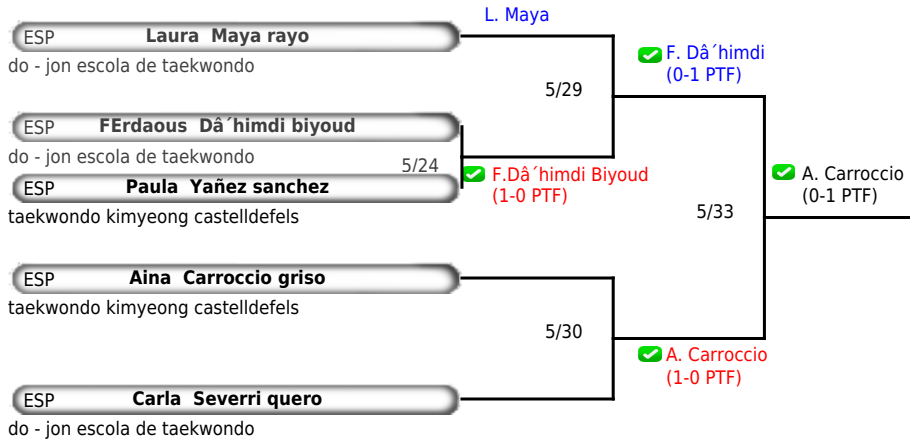 L. Maya
ESP Laura Maya rayo
do - jon escola de taekwondo
F. Dâ´himdi
(0-1 PTF)
5/29
ESP FErdaous Dâ´himdi biyoud
do - jon escola de taekwondo
5/24
F.Dâ´himdi Biyoud
(1-0 PTF)
ESP Paula Yañez sanchez
taekwondo kimyeong castelldefels
A. Carroccio
(0-1 PTF)
5/33
ESP Aina Carroccio griso
taekwondo kimyeong castelldefels
5/30
A. Carroccio
(1-0 PTF)
ESP Carla Severri quero
do - jon escola de taekwondo